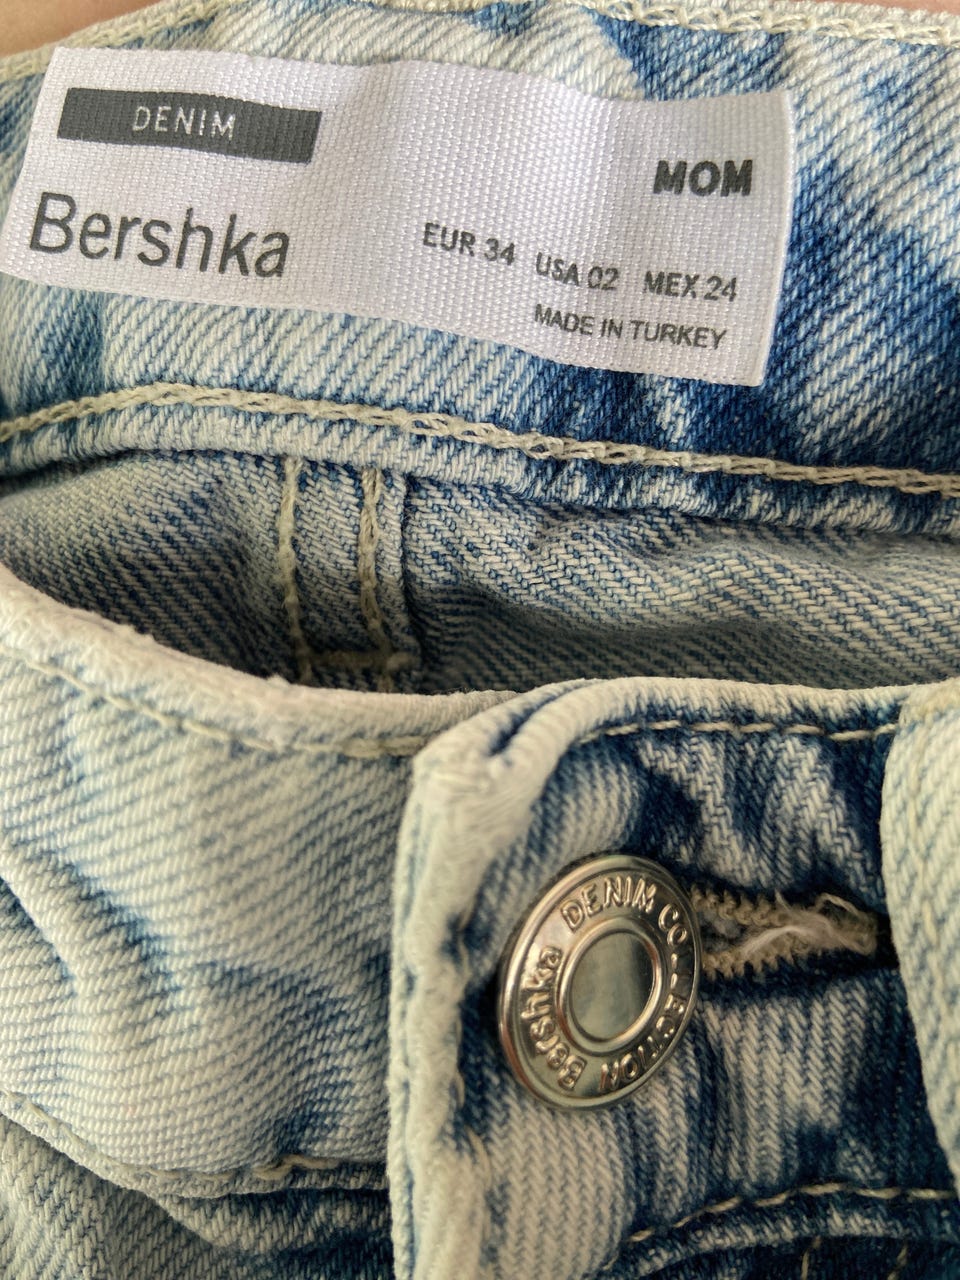 DENIM
Bershka
MOM
EUR 34 USA 02 MEX 24
MADE IN TURKEY
Bershka DENIM COLLECTION